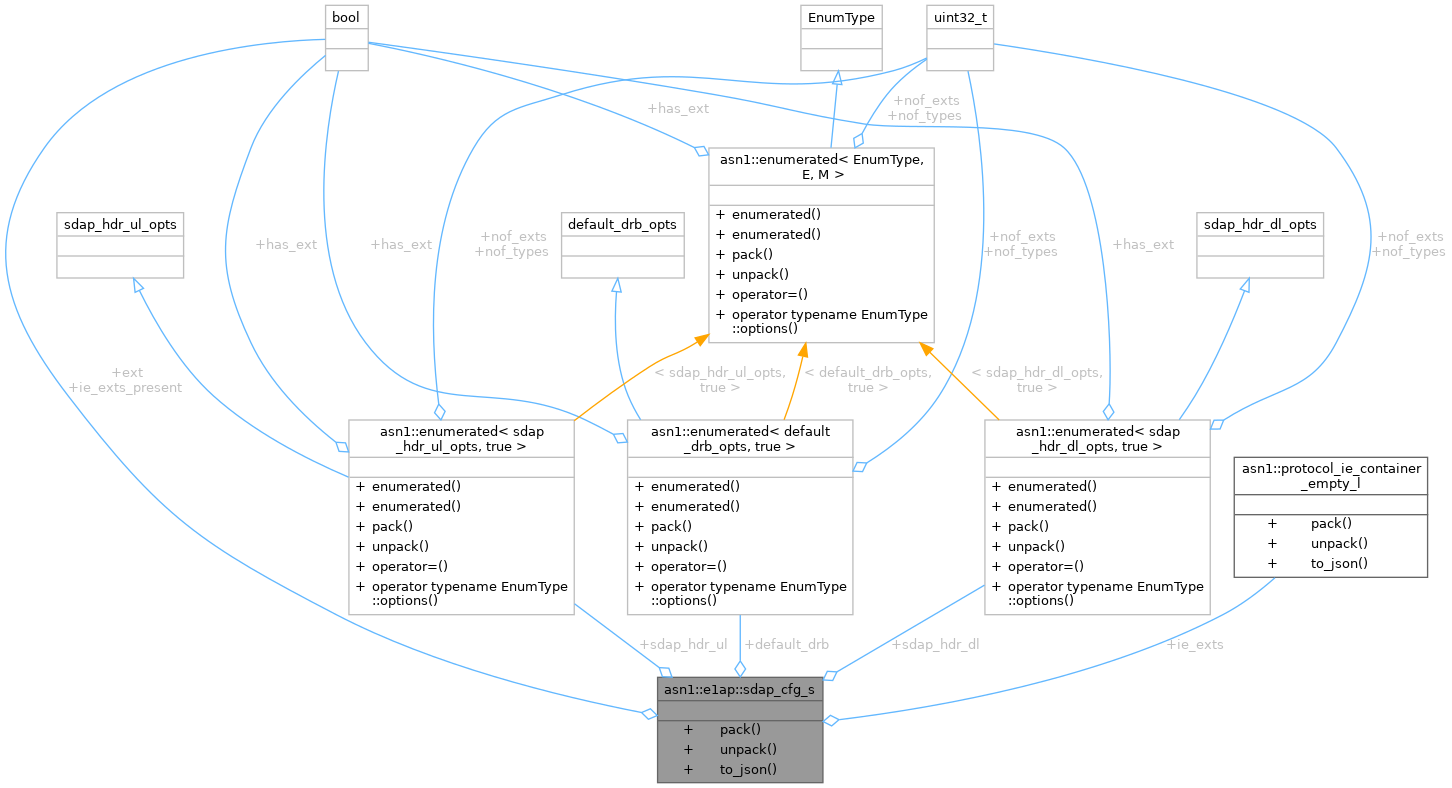 bool
EnumType
uint32_t
+has_ext
+nof_exts
+nof_types
asn1::enumerated< EnumType,
E, M >
+ enumerated()
+ enumerated()
+ pack()
+ unpack()
+ operator=()
+ operator typename EnumType
::options()
sdap_hdr_ul_opts
default_drb_opts
sdap_hdr_dl_opts
+has_ext
+has_ext
+nof_exts
+nof_types
+nof_exts
+nof_types
+has_ext
+nof_exts
+nof_types
+ext
+ie_exts_present
< sdap_hdr_ul_opts,
true >
< default_drb_opts,
true >
< sdap_hdr_dl_opts,
true >
asn1::enumerated< sdap
_hdr_ul_opts, true >
+ enumerated()
+ enumerated()
+ pack()
+ unpack()
+ operator=()
+ operator typename EnumType
::options()
asn1::enumerated< default
_drb_opts, true >
+ enumerated()
+ enumerated()
+ pack()
+ unpack()
+ operator=()
+ operator typename EnumType
::options()
asn1::enumerated< sdap
_hdr_dl_opts, true >
+ enumerated()
+ enumerated()
+ pack()
+ unpack()
+ operator=()
+ operator typename EnumType
::options()
asn1::protocol_ie_container
_empty_l
+ pack()
+ unpack()
+ to_json()
+sdap_hdr_ul
+default_drb
+sdap_hdr_dl
+ie_exts
asn1::e1ap::sdap_cfg_s
+ pack()
+ unpack()
+ to_json()